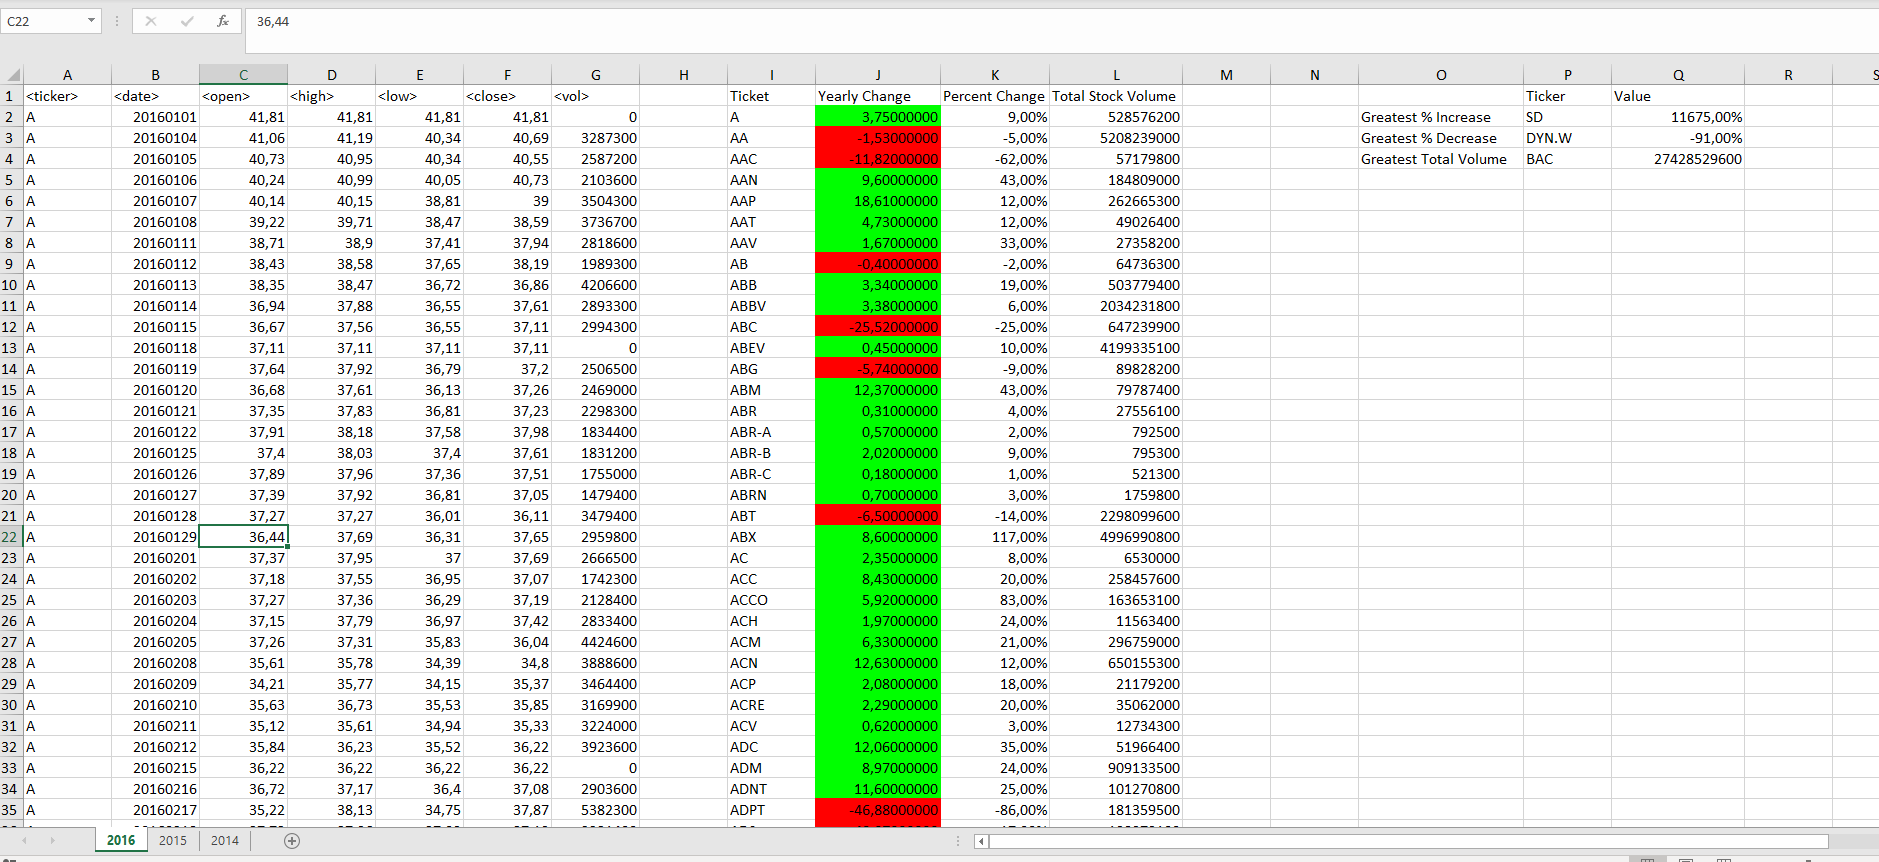 C22 fx 36,44
A B C D E F G H I J K L M N O P Q R S
1 <ticker> <date> <open> <high> <low> <close> <vol> Ticket Yearly Change Percent Change Total Stock Volume Ticker Value
2 A 20160101 41,81 41,81 41,81 41,81 0 A 3,75000000 9,00% 528576200 Greatest % Increase SD 11675,00%
3 A 20160104 41,06 41,19 40,34 40,69 3287300 AA -1,53000000 -5,00% 5208239000 Greatest % Decrease DYN.W -91,00%
4 A 20160105 40,73 40,95 40,34 40,55 2587200 AAC -11,82000000 -62,00% 57179800 Greatest Total Volume BAC 27428529600
5 A 20160106 40,24 40,99 40,05 40,73 2103600 AAN 9,60000000 43,00% 184809000
6 A 20160107 40,14 40,15 38,81 39 3504300 AAP 18,61000000 12,00% 262665300
7 A 20160108 39,22 39,71 38,47 38,59 3736700 AAT 4,73000000 12,00% 49026400
8 A 20160111 38,71 38,9 37,41 37,94 2818600 AAV 1,67000000 33,00% 27358200
9 A 20160112 38,43 38,58 37,65 38,19 1989300 AB -0,40000000 -2,00% 64736300
10 A 20160113 38,35 38,47 36,72 36,86 4206600 ABB 3,34000000 19,00% 503779400
11 A 20160114 36,94 37,88 36,55 37,61 2893300 ABBV 3,38000000 6,00% 2034231800
12 A 20160115 36,67 37,56 36,55 37,11 2994300 ABC -25,52000000 -25,00% 647239900
13 A 20160118 37,11 37,11 37,11 37,11 0 ABEV 0,45000000 10,00% 4199335100
14 A 20160119 37,64 37,92 36,79 37,2 2506500 ABG -5,74000000 -9,00% 89828200
15 A 20160120 36,68 37,61 36,13 37,26 2469000 ABM 12,37000000 43,00% 79787400
16 A 20160121 37,35 37,83 36,81 37,23 2298300 ABR 0,31000000 4,00% 27556100
17 A 20160122 37,91 38,18 37,58 37,98 1834400 ABR-A 0,57000000 2,00% 792500
18 A 20160125 37,4 38,03 37,4 37,61 1831200 ABR-B 2,02000000 9,00% 795300
19 A 20160126 37,89 37,96 37,36 37,51 1755000 ABR-C 0,18000000 1,00% 521300
20 A 20160127 37,39 37,92 36,81 37,05 1479400 ABRN 0,70000000 3,00% 1759800
21 A 20160128 37,27 37,27 36,01 36,11 3479400 ABT -6,50000000 -14,00% 2298099600
22 A 20160129 36,44 37,69 36,31 37,65 2959800 ABX 8,60000000 117,00% 4996990800
23 A 20160201 37,37 37,95 37 37,69 2666500 AC 2,35000000 8,00% 6530000
24 A 20160202 37,18 37,55 36,95 37,07 1742300 ACC 8,43000000 20,00% 258457600
25 A 20160203 37,27 37,36 36,29 37,19 2128400 ACCO 5,92000000 83,00% 163653100
26 A 20160204 37,15 37,79 36,97 37,42 2833400 ACH 1,97000000 24,00% 11563400
27 A 20160205 37,26 37,31 35,83 36,04 4424600 ACM 6,33000000 21,00% 296759000
28 A 20160208 35,61 35,78 34,39 34,8 3888600 ACN 12,63000000 12,00% 650155300
29 A 20160209 34,21 35,77 34,15 35,37 3464400 ACP 2,08000000 18,00% 21179200
30 A 20160210 35,63 36,73 35,53 35,85 3169900 ACRE 2,29000000 20,00% 35062000
31 A 20160211 35,12 35,61 34,94 35,33 3224000 ACV 0,62000000 3,00% 12734300
32 A 20160212 35,84 36,23 35,52 36,22 3923600 ADC 12,06000000 35,00% 51966400
33 A 20160215 36,22 36,22 36,22 36,22 0 ADM 8,97000000 24,00% 909133500
34 A 20160216 36,72 37,17 36,4 37,08 2903600 ADNT 11,60000000 25,00% 101270800
35 A 20160217 35,22 38,13 34,75 37,87 5382300 ADPT -46,88000000 -86,00% 181359500
2016 2015 2014